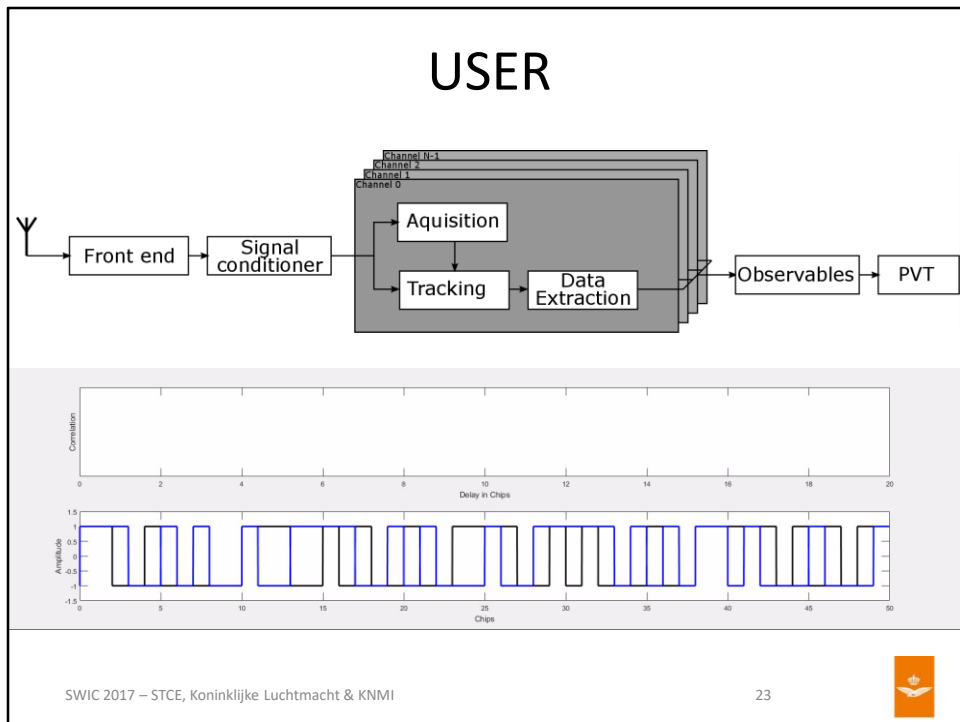 USER
Channel N-1
Channel 2
Channel 1
Channel 0
Aquisition
Front end
Signal
conditioner
Tracking
Data
Extraction
Observables
PVT
Correlation
0 2 4 6 8 10 12 14 16 18 20
Delay in Chips
Amplitude
1.5
1
0.5
0
-0.5
-1
-1.5
0 5 10 15 20 25 30 35 40 45 50
Chips
SWIC 2017 – STCE, Koninklijke Luchtmacht & KNMI
23